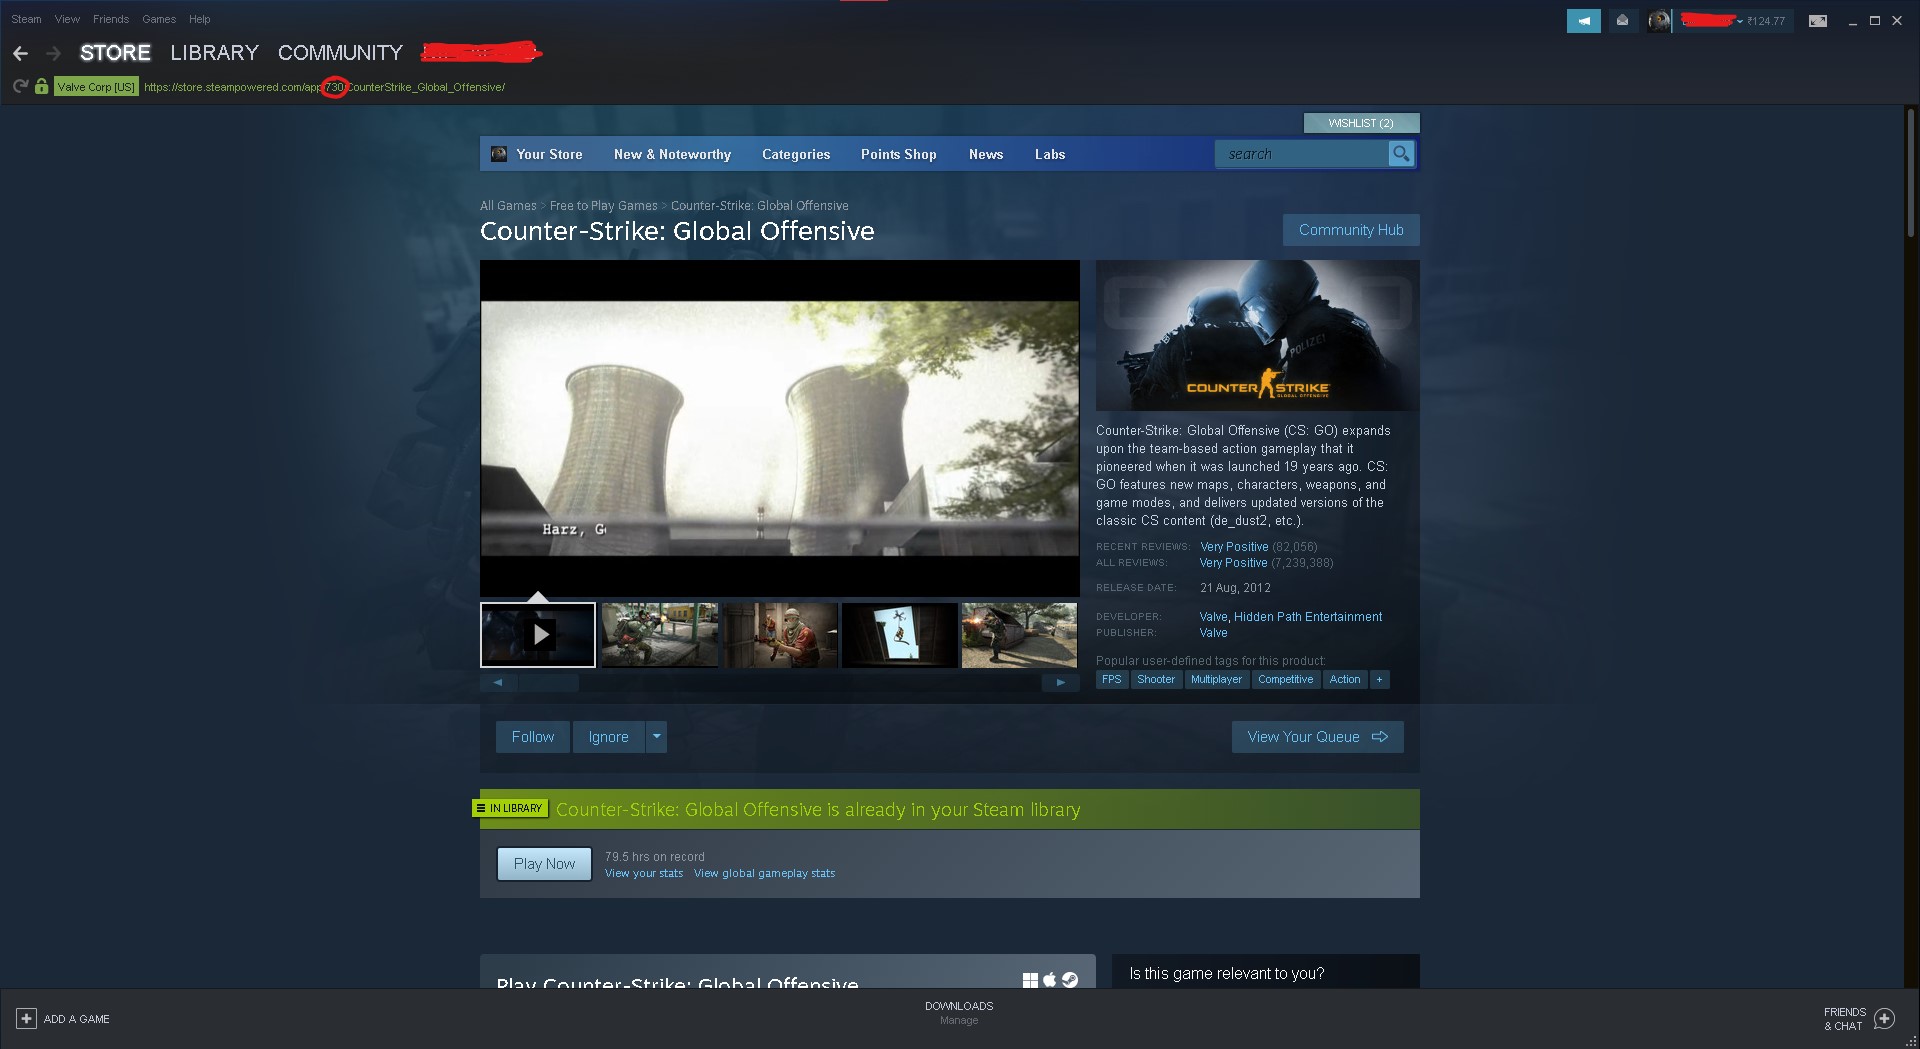 Steam View Friends Games Help
₹124.77
STORE LIBRARY COMMUNITY
Valve Corp [US] https://store.steampowered.com/app 730 CounterStrike_Global_Offensive/
WISHLIST (2)
Your Store New & Noteworthy Categories Points Shop News Labs search
All Games > Free to Play Games > Counter-Strike: Global Offensive
Counter-Strike: Global Offensive
Community Hub
Harz, G
POLIZEI
COUNTER STRIKE
GLOBAL OFFENSIVE
Counter-Strike: Global Offensive (CS: GO) expands
upon the team-based action gameplay that it
pioneered when it was launched 19 years ago. CS:
GO features new maps, characters, weapons, and
game modes, and delivers updated versions of the
classic CS content (de_dust2, etc.).
RECENT REVIEWS: Very Positive (82,056)
ALL REVIEWS: Very Positive (7,239,388)
RELEASE DATE: 21 Aug, 2012
DEVELOPER: Valve, Hidden Path Entertainment
PUBLISHER: Valve
Popular user-defined tags for this product:
FPS Shooter Multiplayer Competitive Action +
Follow Ignore
View Your Queue
IN LIBRARY Counter-Strike: Global Offensive is already in your Steam library
Play Now
79.5 hrs on record
View your stats View global gameplay stats
Play Counter-Strike: Global Offensive
Is this game relevant to you?
+ ADD A GAME
DOWNLOADS
Manage
FRIENDS
& CHAT